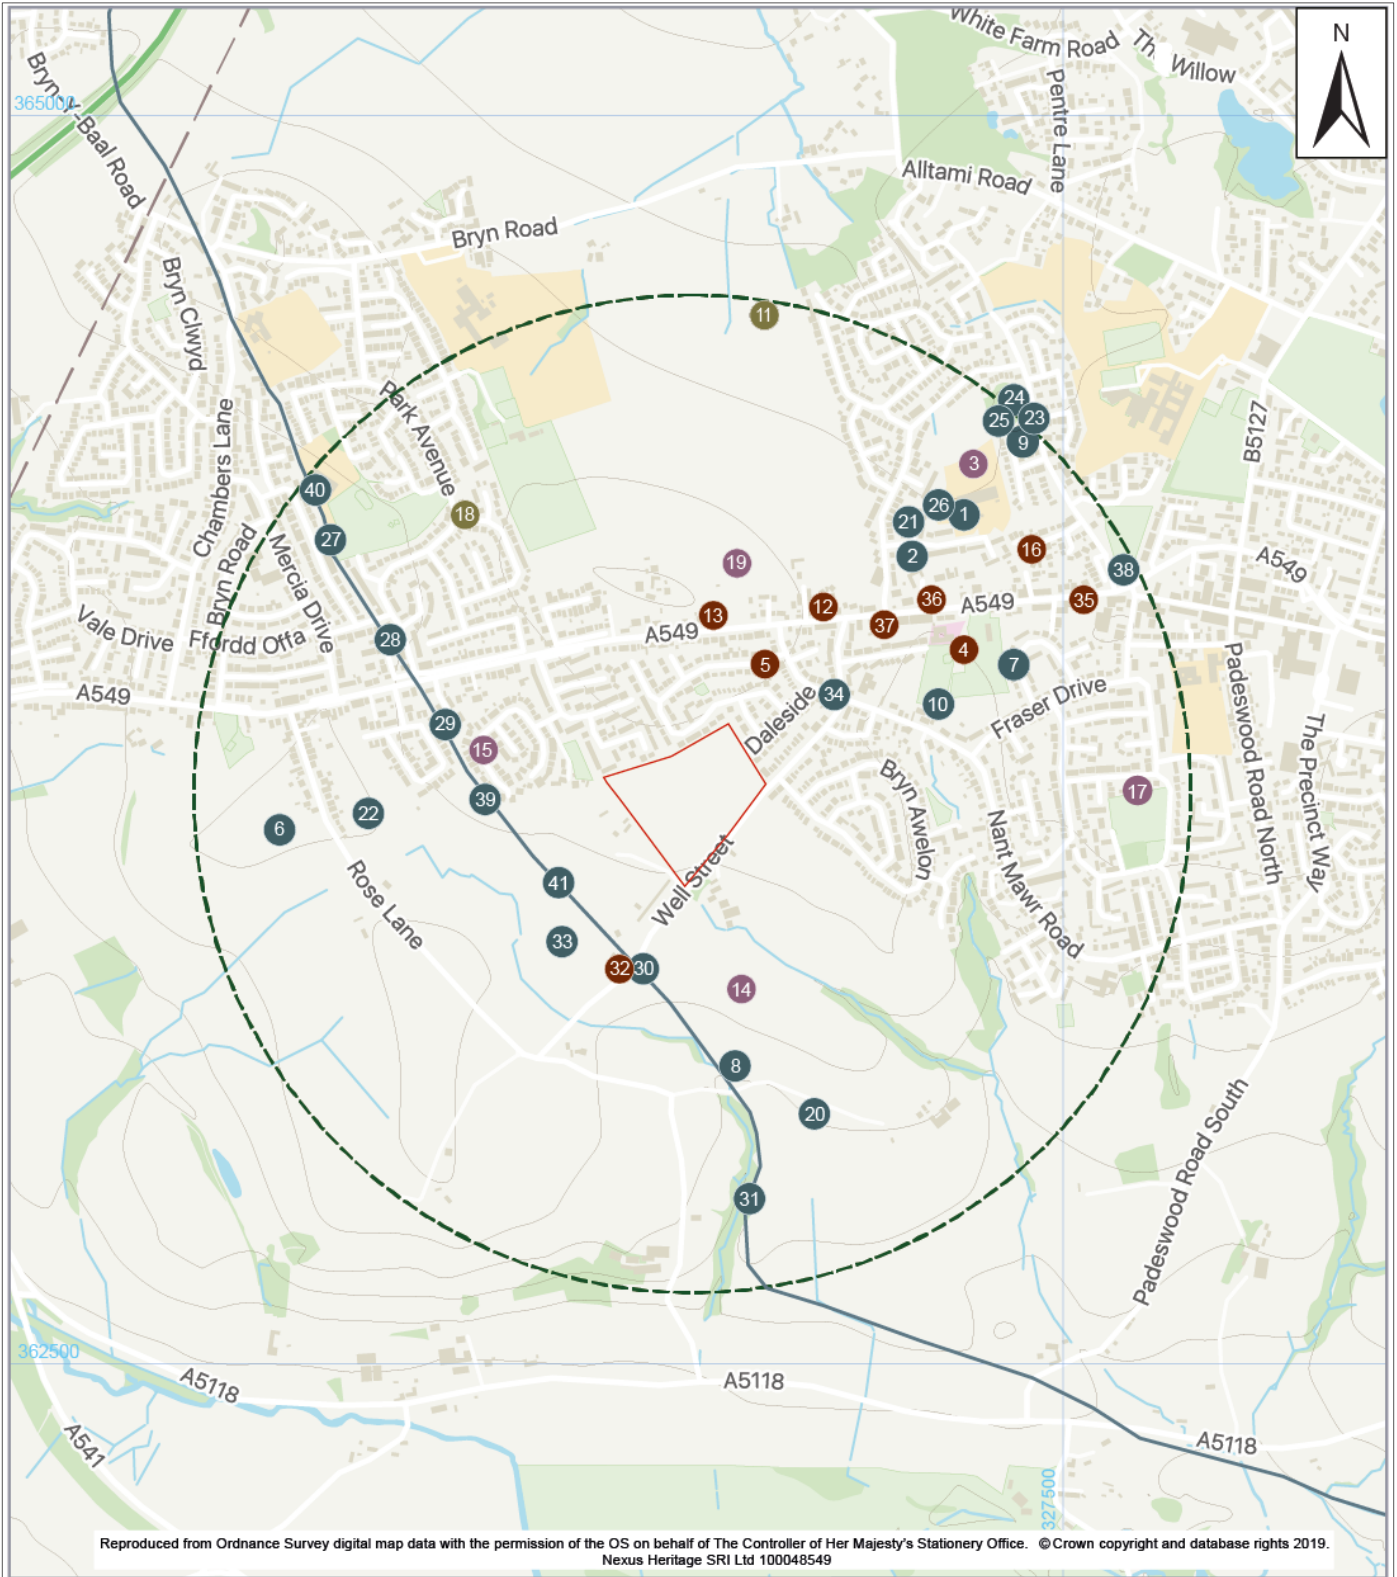 White Farm Road
Willow
N
Bryn-Y-Baal Road
365000
Pentre Lane
Alltami Road
Bryn Road
Bryn Clwyd
11
Park Avenue
24
25
23
9
B5127
Chambers Lane
3
40
18
26
1
21
27
Bryn Road
Mercia Drive
2
16
19
38
A549
13
12
36
A549
35
37
Vale Drive
Ffordd Offa
28
A549
4
5
7
A549
34
10
Fraser Drive
Padeswood Road North
29
15
Daleside
The Precinct Way
Bryn Awelon
17
39
22
6
Nant Mawr Road
Rose Lane
41
Well Street
33
32
30
14
8
20
Padeswood Road South
31
362500
A5118
A5118
A541
A5118
327500
Reproduced from Ordnance Survey digital map data with the permission of the OS on behalf of The Controller of Her Majesty's Stationery Office. © Crown copyright and database rights 2019.
Nexus Heritage SRI Ltd 100048549